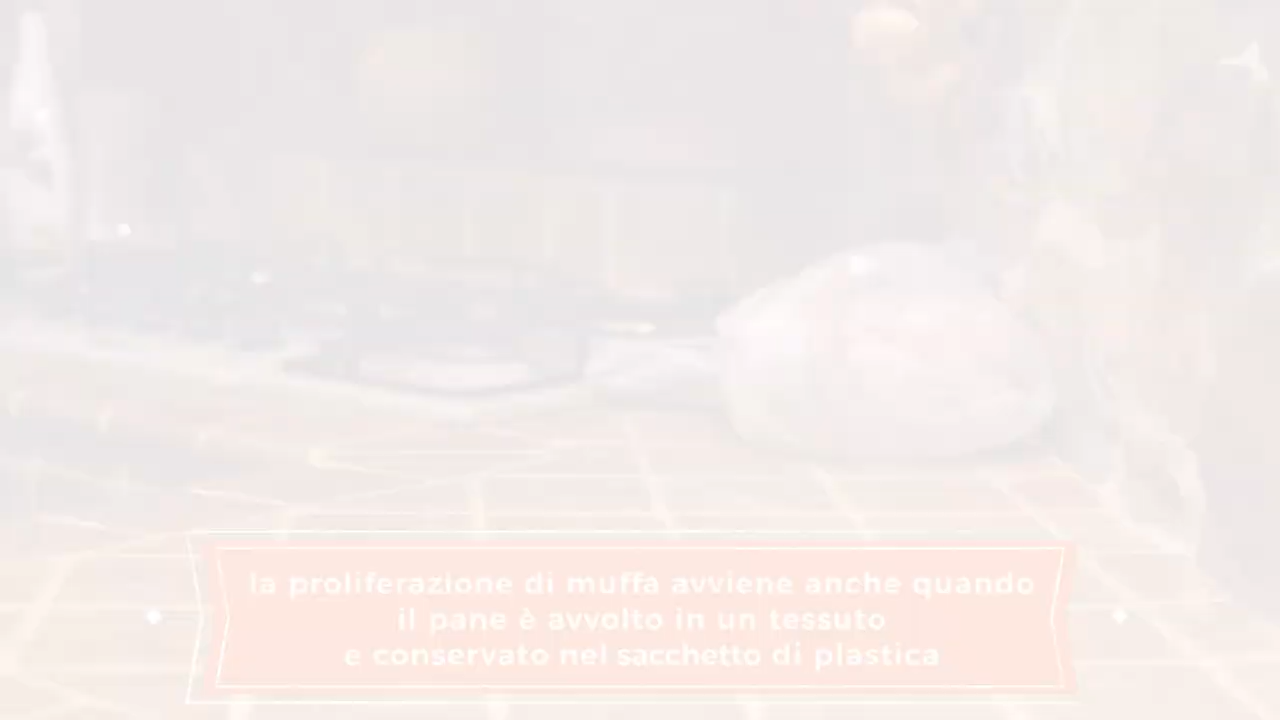 la proliferazione di muffa avviene anche quando
il pane è avvolto in un tessuto
e conservato nel sacchetto di plastica